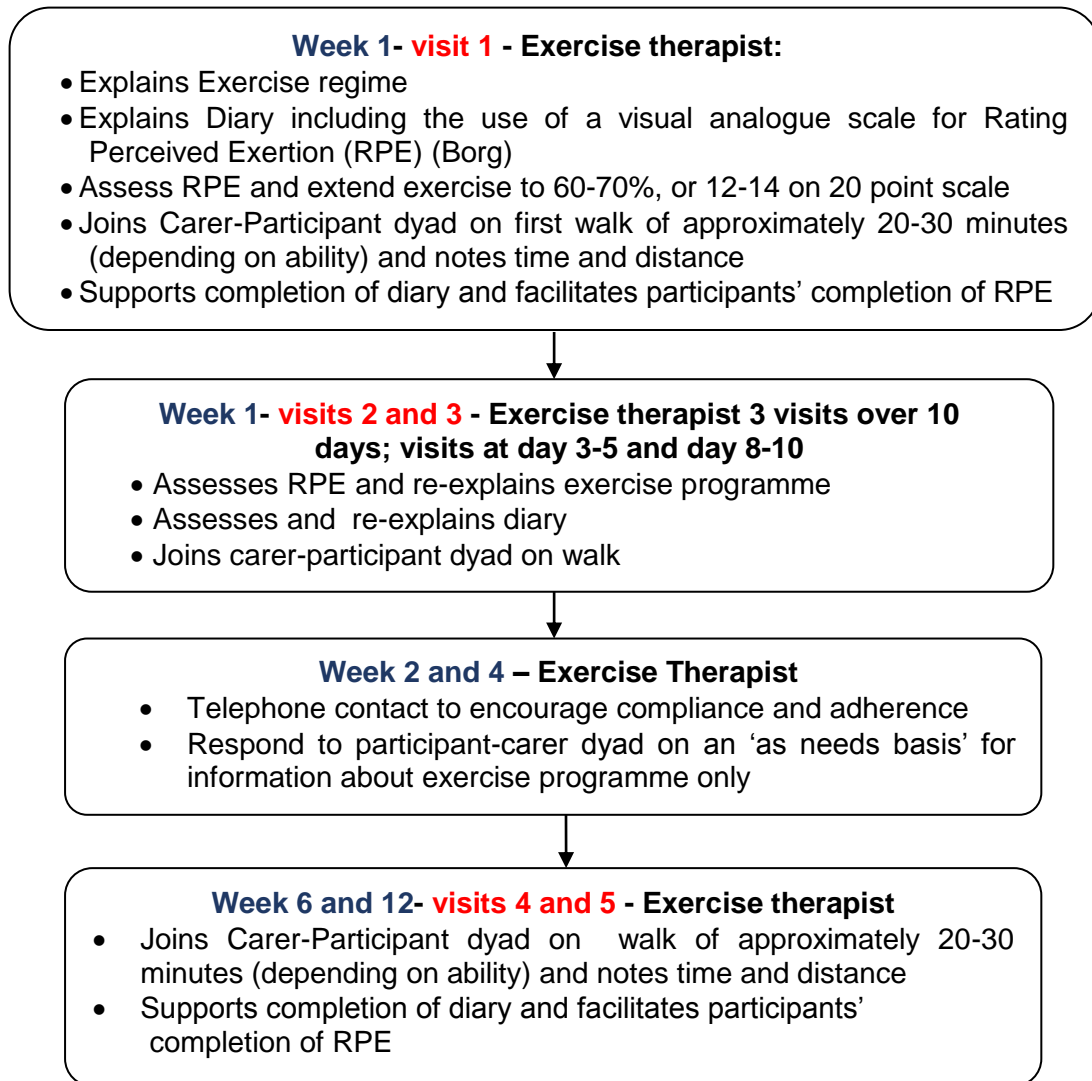 Week 1- visit 1 - Exercise therapist:
• Explains Exercise regime
• Explains Diary including the use of a visual analogue scale for Rating
Perceived Exertion (RPE) (Borg)
• Assess RPE and extend exercise to 60-70%, or 12-14 on 20 point scale
• Joins Carer-Participant dyad on first walk of approximately 20-30 minutes
(depending on ability) and notes time and distance
• Supports completion of diary and facilitates participants’ completion of RPE
Week 1- visits 2 and 3 - Exercise therapist 3 visits over 10
days; visits at day 3-5 and day 8-10
• Assesses RPE and re-explains exercise programme
• Assesses and re-explains diary
• Joins carer-participant dyad on walk
Week 2 and 4 – Exercise Therapist
• Telephone contact to encourage compliance and adherence
• Respond to participant-carer dyad on an ‘as needs basis’ for
information about exercise programme only
Week 6 and 12- visits 4 and 5 - Exercise therapist
• Joins Carer-Participant dyad on walk of approximately 20-30
minutes (depending on ability) and notes time and distance
• Supports completion of diary and facilitates participants’
completion of RPE